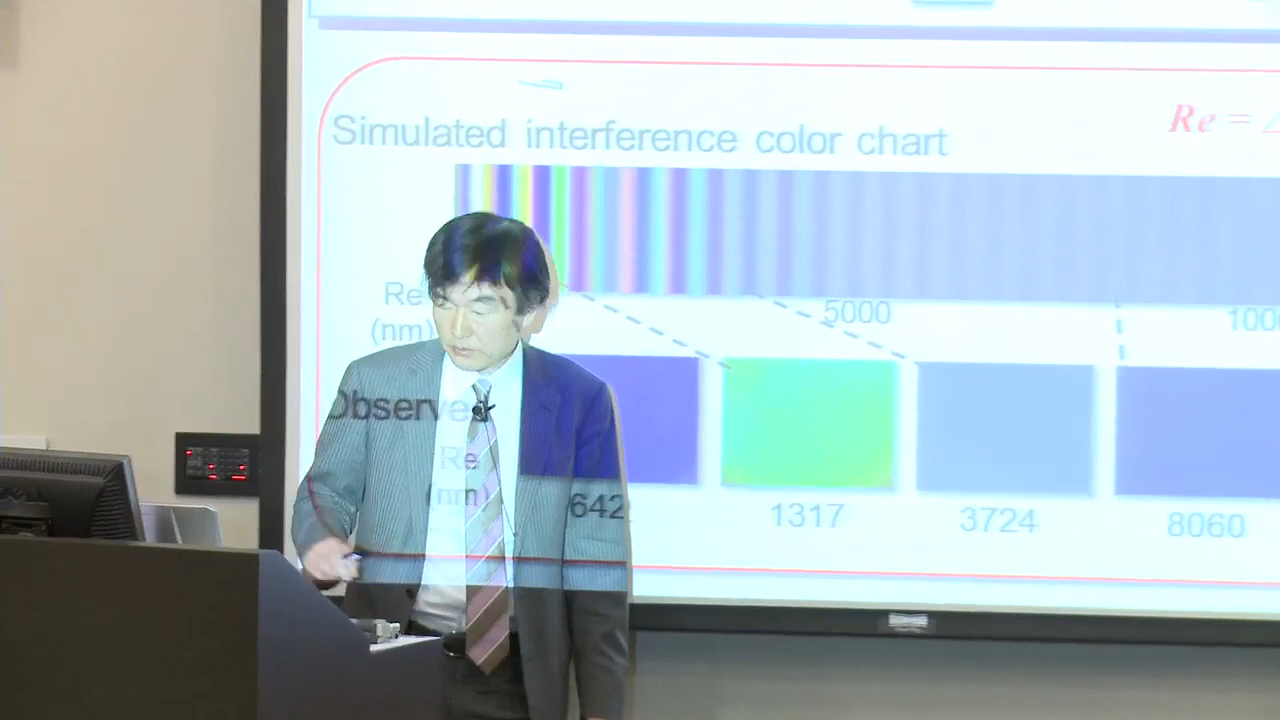 Simulated interference color chart
Re =
Re
(nm)
5000
Observed
Re
(nm)
642
1317
3724
8060